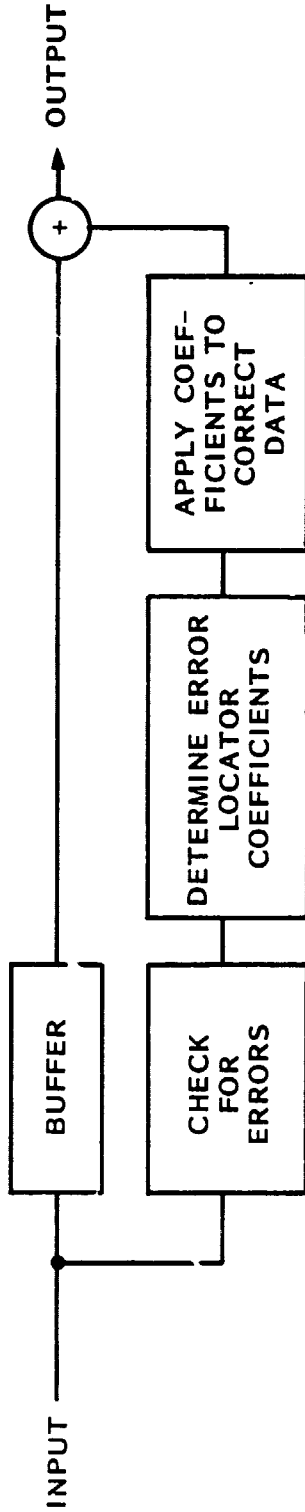 INPUT
BUFFER
CHECK
FOR
ERRORS
DETERMINE ERROR
LOCATOR
COEFFICIENTS
APPLY COEF-
FICIENTS TO
CORRECT
DATA
+
OUTPUT